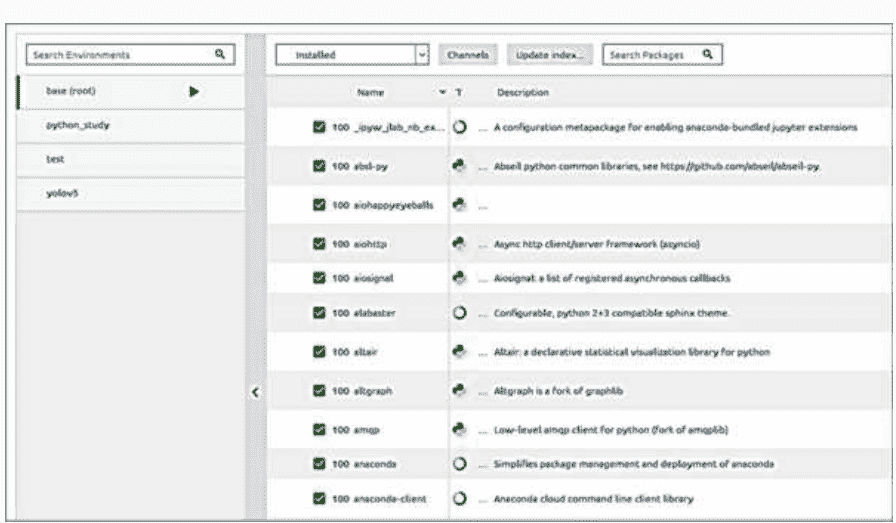 Search Environments
Installed
Channels
Update index...
Search Packages
base (root)
python_study
test
yolov5
Name
T
Description
100 _ipyw_jlab_nb_ex... ... A configuration metapackage for enabling anaconda-bundled jupyter extensions
100 absl-py ... Abseil python common libraries, see https://github.com/abseil/abseil-py.
100 aiohappyeyeballs ...
100 aiohttp ... Async http client/server framework (asyncio)
100 aiosignal ... Aiosignal: a list of registered asynchronous callbacks
100 alabaster ... Configurable, python 2+3 compatible sphinx theme.
100 altair ... Altair: a declarative statistical visualization library for python
100 altgraph ... Altgraph is a fork of graphlib
100 amqp ... Low-level amqp client for python (fork of amqplib)
100 anaconda ... Simplifies package management and deployment of anaconda
100 anaconda-client ... Anaconda cloud command line client library